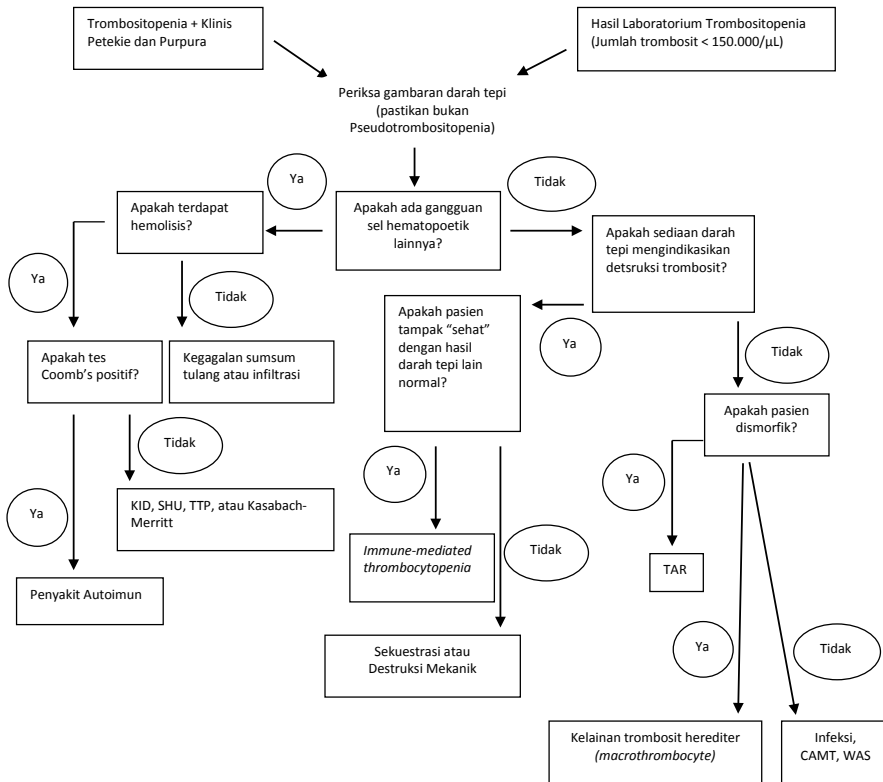 Trombositopenia + Klinis
Petekie dan Purpura
Hasil Laboratorium Trombositopenia
(Jumlah trombosit < 150.000/µL)
Periksa gambaran darah tepi
(pastikan bukan
Pseudotrombositopenia)
Ya
Tidak
Apakah terdapat
hemolisis?
Apakah ada gangguan
sel hematopoetik
lainnya?
Apakah sediaan darah
tepi mengindikasikan
detsruksi trombosit?
Ya
Tidak
Apakah pasien
tampak “sehat”
dengan hasil
darah tepi lain
normal?
Ya
Tidak
Apakah tes
Coomb’s positif?
Kegagalan sumsum
tulang atau infiltrasi
Apakah pasien
dismorfik?
Tidak
Ya
Ya
Ya
KID, SHU, TTP, atau Kasabach-
Merritt
Immune-mediated
thrombocytopenia
Tidak
TAR
Penyakit Autoimun
Sekuestrasi atau
Destruksi Mekanik
Ya
Tidak
Kelainan trombosit herediter
(macrothrombocyte)
Infeksi,
CAMT, WAS